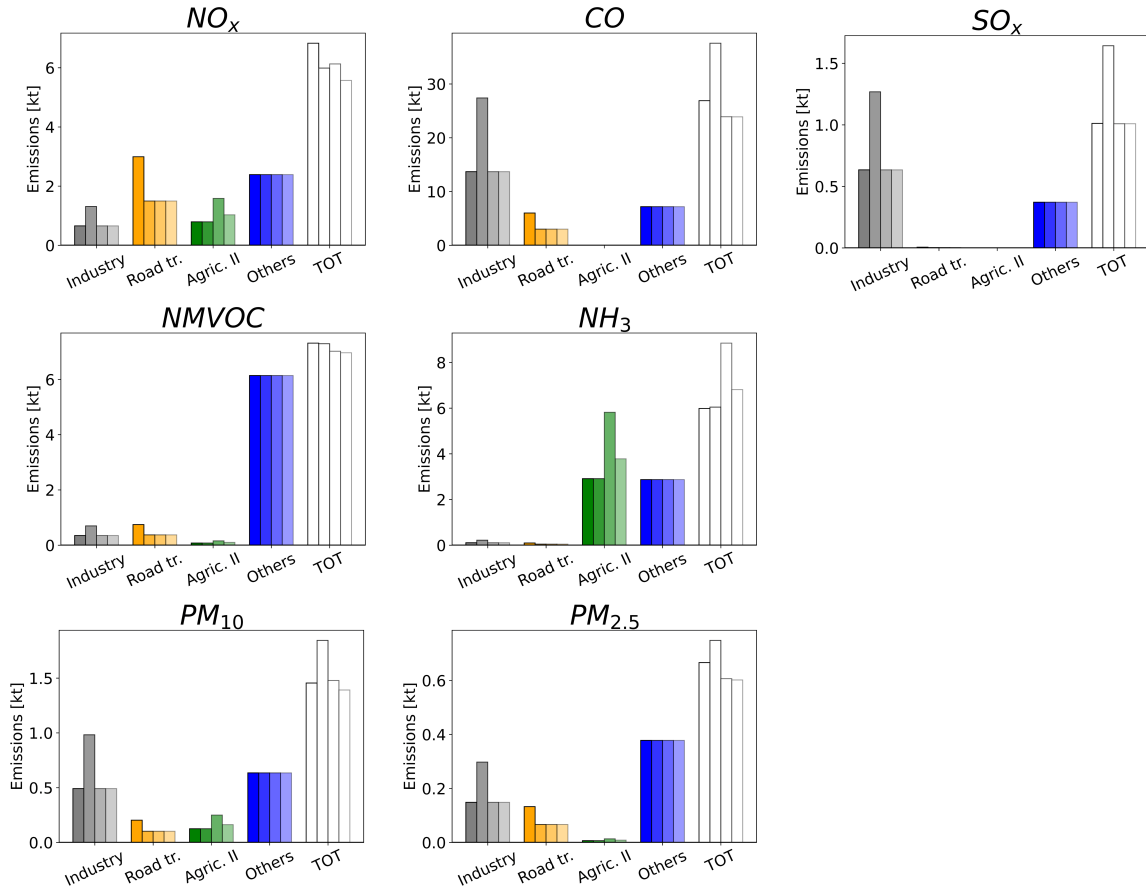 NOx
Emissions [kt]
6
4
2
0
Industry
Road tr.
Agric. II
Others
TOT
CO
Emissions [kt]
30
20
10
0
Industry
Road tr.
Agric. II
Others
TOT
SOx
Emissions [kt]
1.5
1.0
0.5
0.0
Industry
Road tr.
Agric. II
Others
TOT
NMVOC
Emissions [kt]
6
4
2
0
Industry
Road tr.
Agric. II
Others
TOT
NH3
Emissions [kt]
8
6
4
2
0
Industry
Road tr.
Agric. II
Others
TOT
PM10
Emissions [kt]
1.5
1.0
0.5
0.0
Industry
Road tr.
Agric. II
Others
TOT
PM2.5
Emissions [kt]
0.6
0.4
0.2
0.0
Industry
Road tr.
Agric. II
Others
TOT